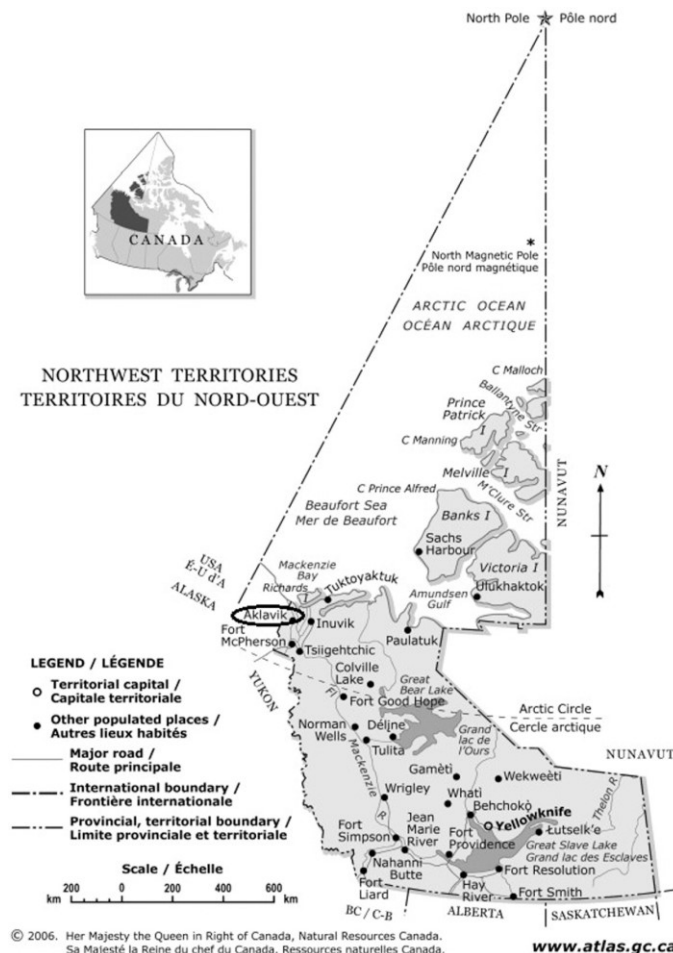 North Pole Pôle nord
CANADA
North Magnetic Pole
Pôle nord magnétique
ARCTIC OCEAN
OCÉAN ARCTIQUE
NORTHWEST TERRITORIES
TERRITOIRES DU NORD-OUEST
C Malloch
Ballantyne Str
Prince
Patrick
I
C Manning
Melville I
M'Clure Str
NUNAVUT
N
C Prince Alfred
Beaufort Sea
Mer de Beaufort
Banks I
Sachs
Harbour
Victoria I
Ulukhaktok
Amundsen
Gulf
USA
É-U d'A
ALASKA
Mackenzie
Bay
Richards
I
Tuktoyaktuk
Aklavik
Inuvik
Fort
McPherson
Tsiigehtchic
Paulatuk
YUKON
Colville
Lake
Great
Bear Lake
Fort Good Hope
Arctic Circle
Cercle arctique
Norman
Wells
Déline
Tulita
Grand
lac de
l'Ours
NUNAVUT
Mackenzie
R
Gamètì
Wekweètì
Wrigley
Whatì
Behchokò
Yellowknife
Thelon R
Łutselk'e
Fort
Simpson
Jean
Marie
River
Fort
Providence
Great Slave Lake
Grand lac des Esclaves
Nahanni
Butte
Fort Resolution
Fort
Liard
Hay
River
Fort Smith
BC / C-B
ALBERTA
SASKATCHEWAN
LEGEND / LÉGENDE
Territorial capital /
Capitale territoriale
Other populated places /
Autres lieux habités
Major road /
Route principale
International boundary /
Frontière internationale
Provincial, territorial boundary /
Limite provinciale et territoriale
Scale / Échelle
200 0 200 400 600
km km
© 2006. Her Majesty the Queen in Right of Canada, Natural Resources Canada.
Sa Majesté la Reine du chef du Canada, Ressources naturelles Canada.
www.atlas.gc.ca